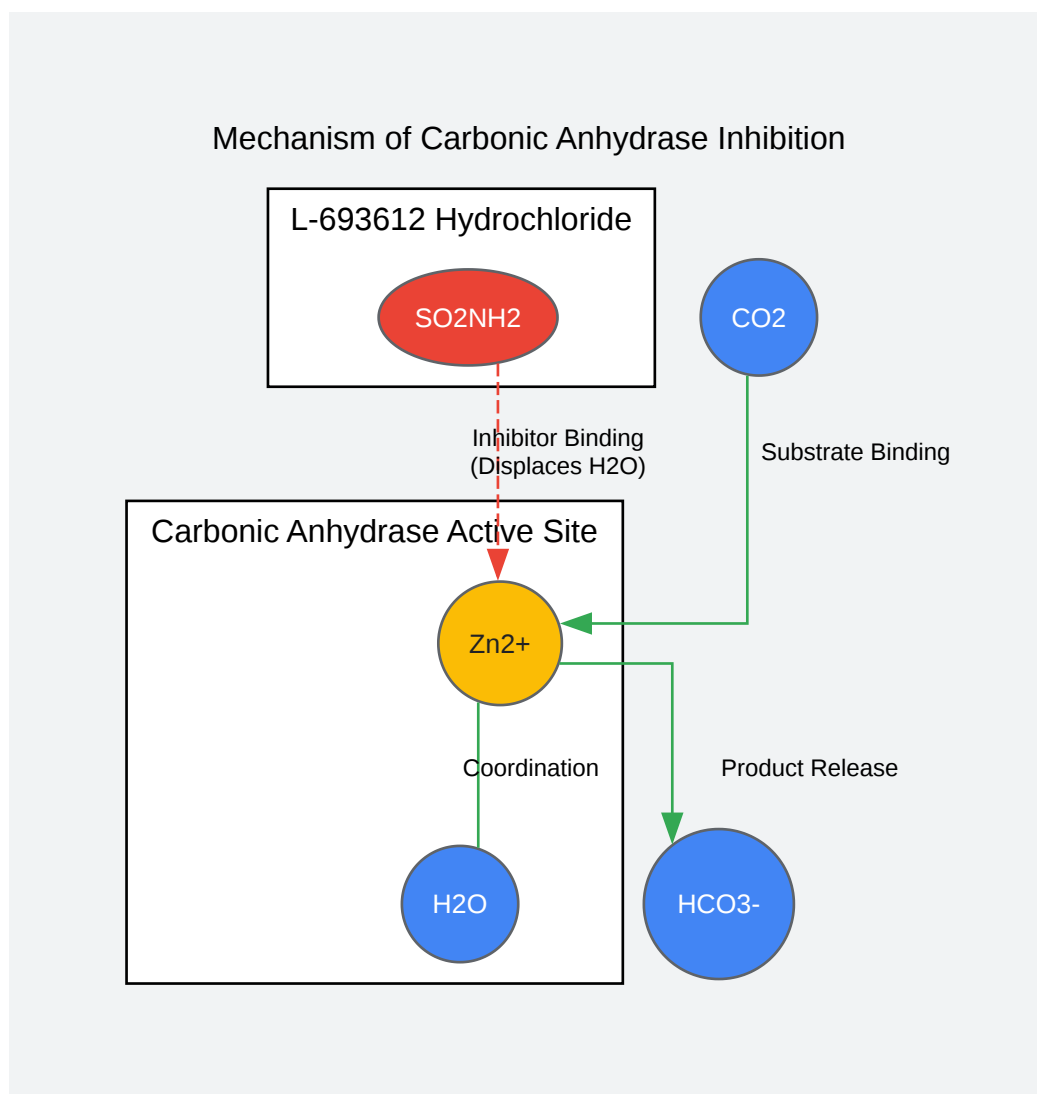 Mechanism of Carbonic Anhydrase Inhibition
L-693612 Hydrochloride
SO2NH2
CO2
Inhibitor Binding
(Displaces H2O)
Substrate Binding
Carbonic Anhydrase Active Site
Zn2+
Coordination
Product Release
H2O
HCO3-